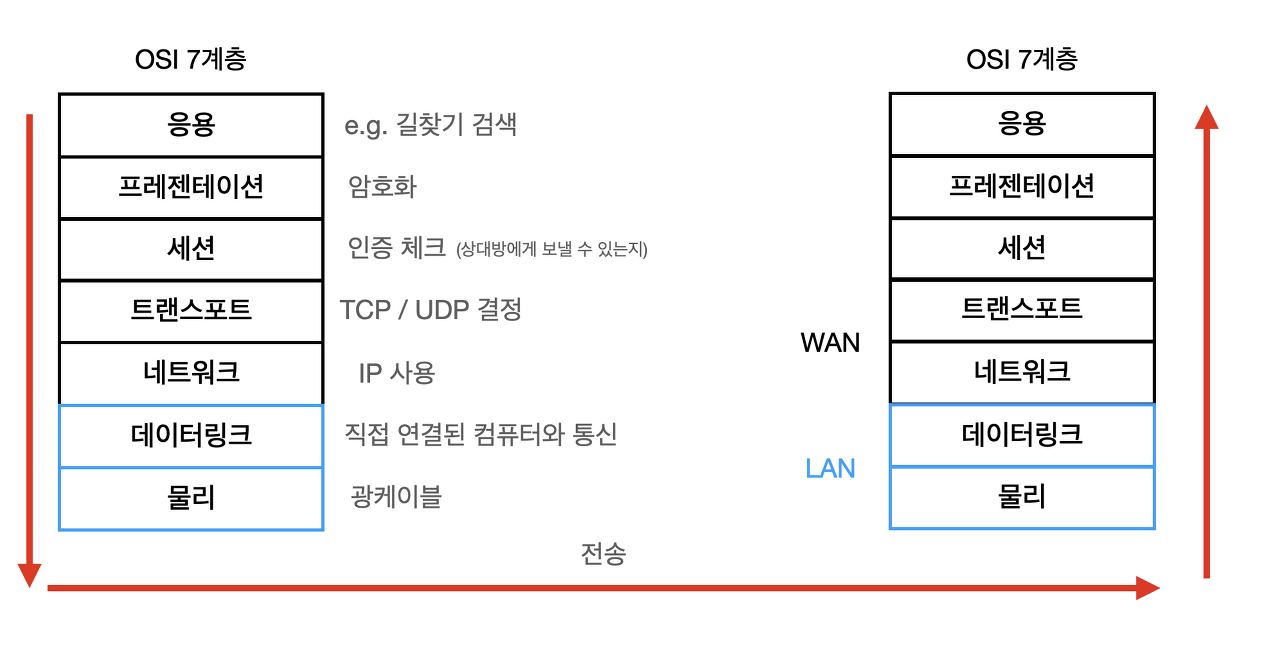 OSI 7계층
응용
e.g. 길찾기 검색
프레젠테이션
암호화
세션
인증 체크 (상대방에게 보낼 수 있는지)
트랜스포트
TCP / UDP 결정
네트워크
IP 사용
데이터링크
직접 연결된 컴퓨터와 통신
물리
광케이블
전송
WAN
LAN
OSI 7계층
응용
프레젠테이션
세션
트랜스포트
네트워크
데이터링크
물리